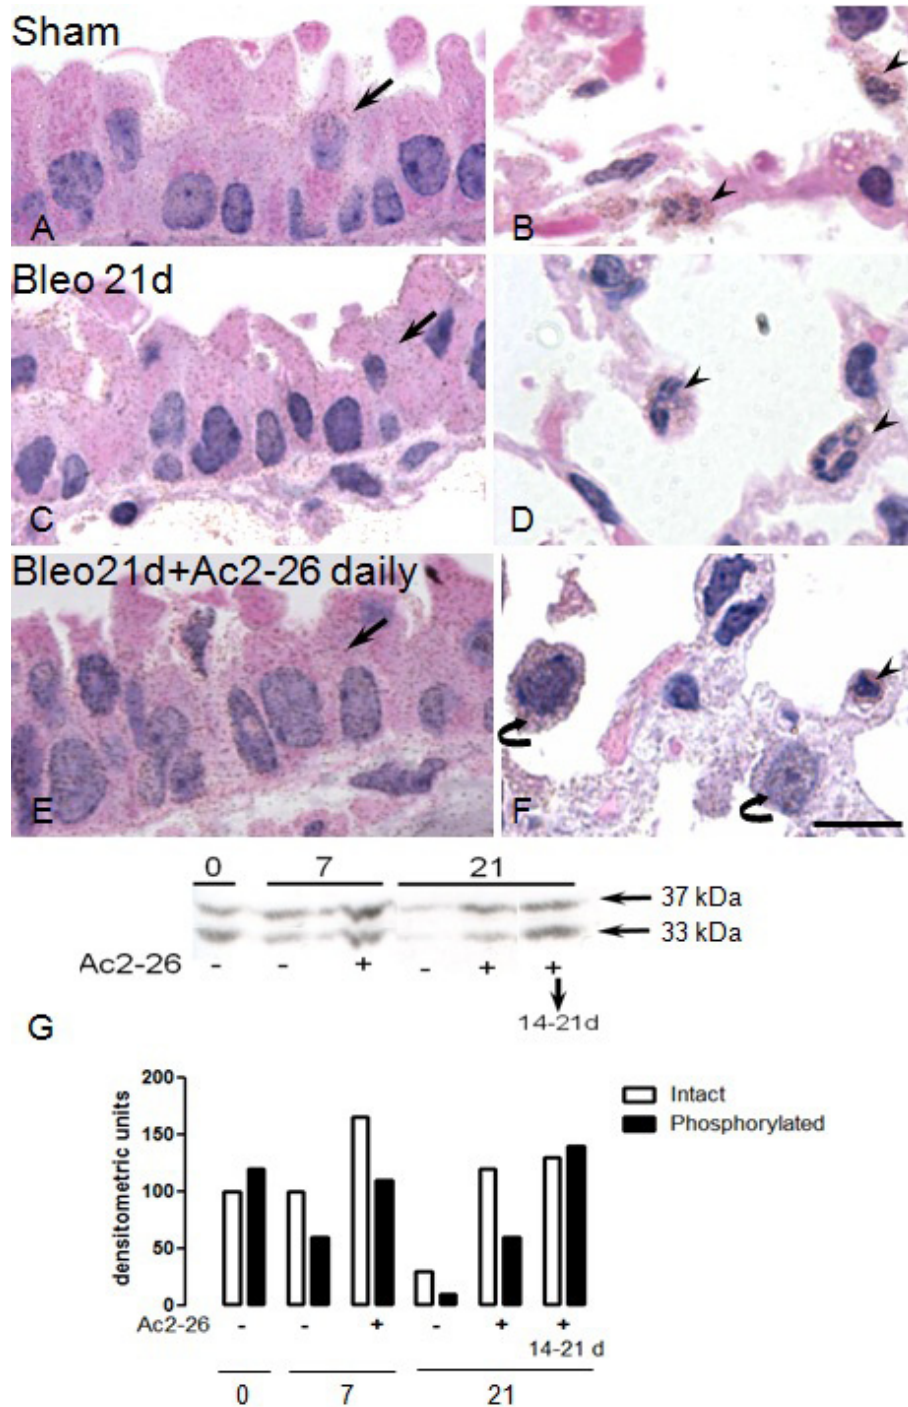 Sham
A
B
Bleo 21d
C
D
Bleo21d+Ac2-26 daily
E
F
0 7 21
37 kDa
33 kDa
Ac2-26 - - + - + +
14-21d
G
densitometric units
200
150
100
50
0
Intact
Phosphorylated
Ac2-26 - - + - + +
14-21 d
0 7 21